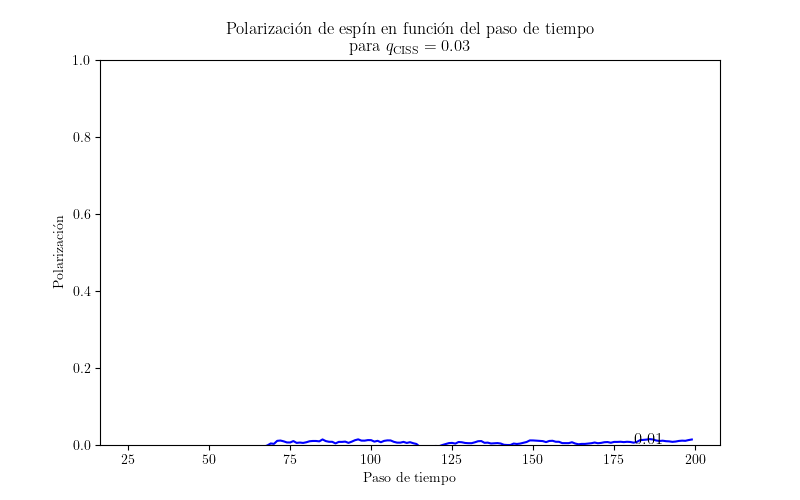 Polarización de espín en función del paso de tiempo
para q_CISS = 0.03
1.0
0.8
0.6
0.4
0.2
0.0
Polarización
0.01
25 50 75 100 125 150 175 200
Paso de tiempo